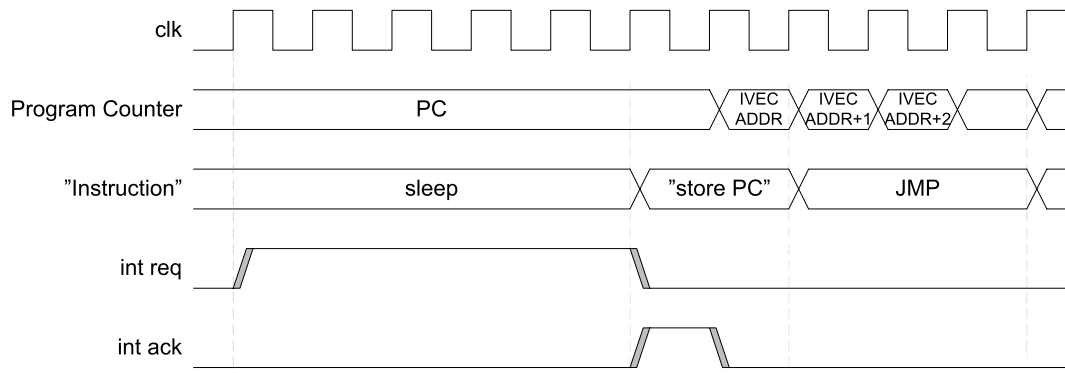 clk
Program Counter
PC
IVEC
ADDR
IVEC
ADDR+1
IVEC
ADDR+2
”Instruction”
sleep
”store PC”
JMP
int req
int ack